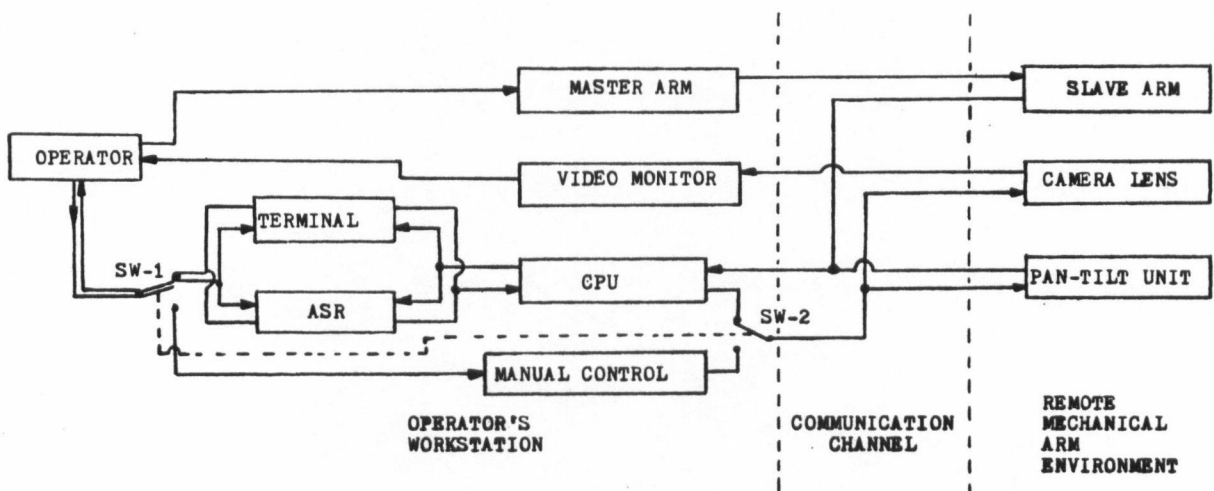 MASTER ARM
SLAVE ARM
OPERATOR
VIDEO MONITOR
CAMERA LENS
TERMINAL
SW-1
CPU
PAN-TILT UNIT
ASR
SW-2
MANUAL CONTROL
OPERATOR'S
WORKSTATION
COMMUNICATION
CHANNEL
REMOTE
MECHANICAL
ARM
ENVIRONMENT